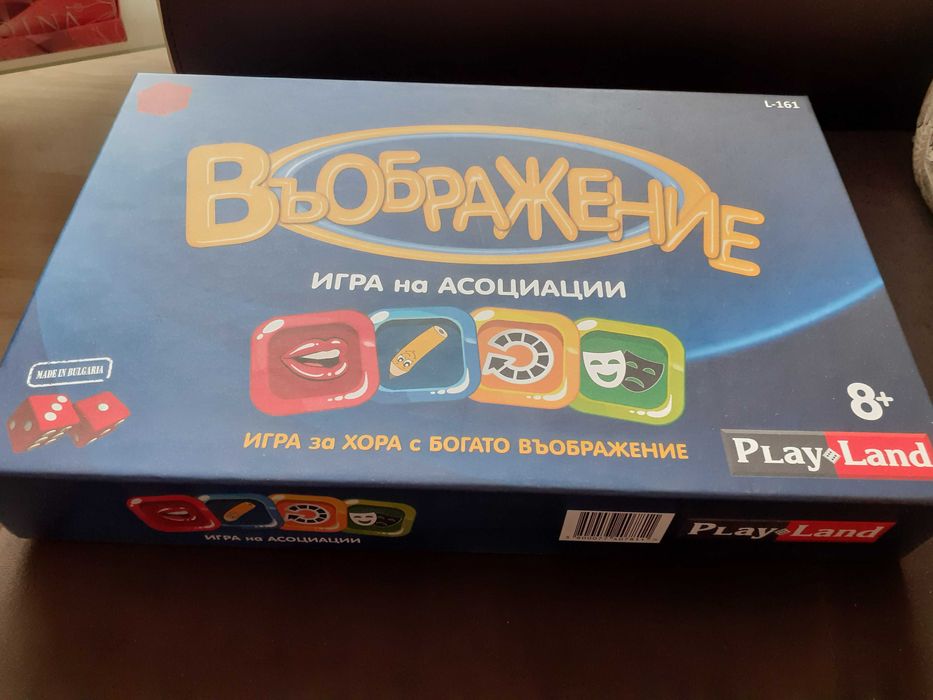 L-161
ВЪОБРАЖЕНИЕ
ИГРА на АСОЦИАЦИИ
MADE IN BULGARIA
8+
ИГРА за ХОРА с БОГАТО ВЪОБРАЖЕНИЕ
PLAY LAND
ИГРА на АСОЦИАЦИИ
PLAY LAND